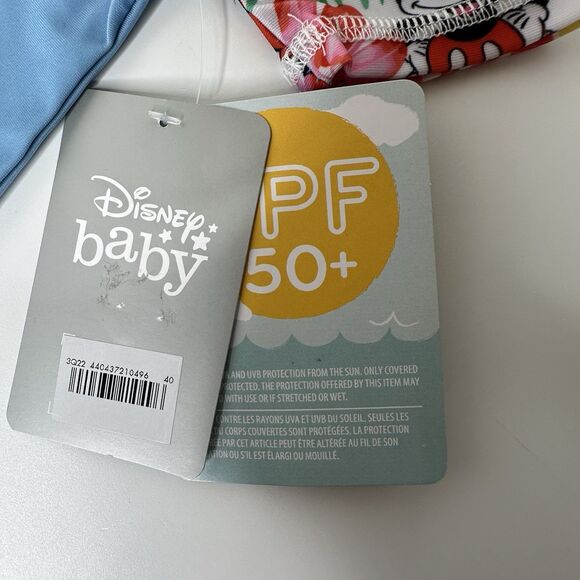 DISNEY
baby
3Q22 440437210496 40
PF
50+
AND UVB PROTECTION FROM THE SUN. ONLY COVERED
PROTECTED. THE PROTECTION OFFERED BY THIS ITEM MAY
WITH USE OR IF STRETCHED OR WET.
CONTRE LES RAYONS UVA ET UVB DU SOLEIL. SEULES LES
DU CORPS COUVERTES SONT PROTÉGÉES. LA PROTECTION
PAR CET ARTICLE PEUT ÊTRE ALTÉRÉE AU FIL DE SON
OU S'IL EST ÉLARGI OU MOUILLÉ.